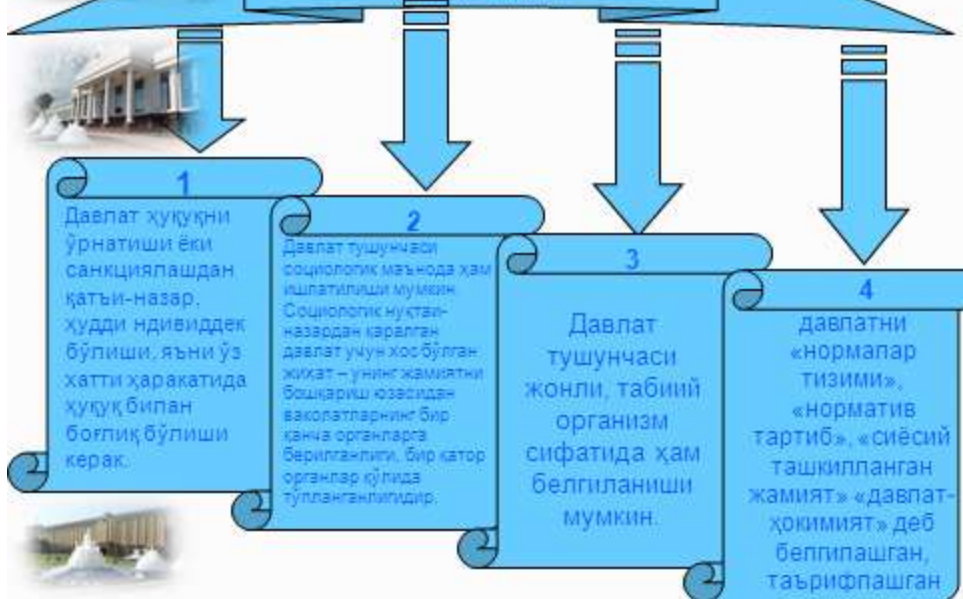 1
Давлат ҳуқуқни
ўрнатиши ёки
санкциялашдан
қатъи-назар,
ҳудди ндивиддек
бўлиши, яъни ўз
хатти ҳаракатида
ҳуқуқ билан
боғлиқ бўлиши
керак.
2
Давлат тушунчаси
социологик маънода ҳам
ишлатилиши мумкин.
Социологик нуқтаи-
назардан қаралган
давлат учун хос бўлган
жиҳат – унинг жамиятни
бошқариш юзасидан
ваколатларнинг бир
қанча органларга
берилганлиги, бир қатор
органлар қўлида
тўпланганлигидир.
3
Давлат
тушунчаси
жонли, табиий
организм
сифатида ҳам
белгиланиши
мумкин.
4
давлатни
«нормалар
тизими»,
«норматив
тартиб», «сиёсий
ташкилланган
жамият» «давлат-
ҳокимият» деб
белгилашган,
таърифлашган